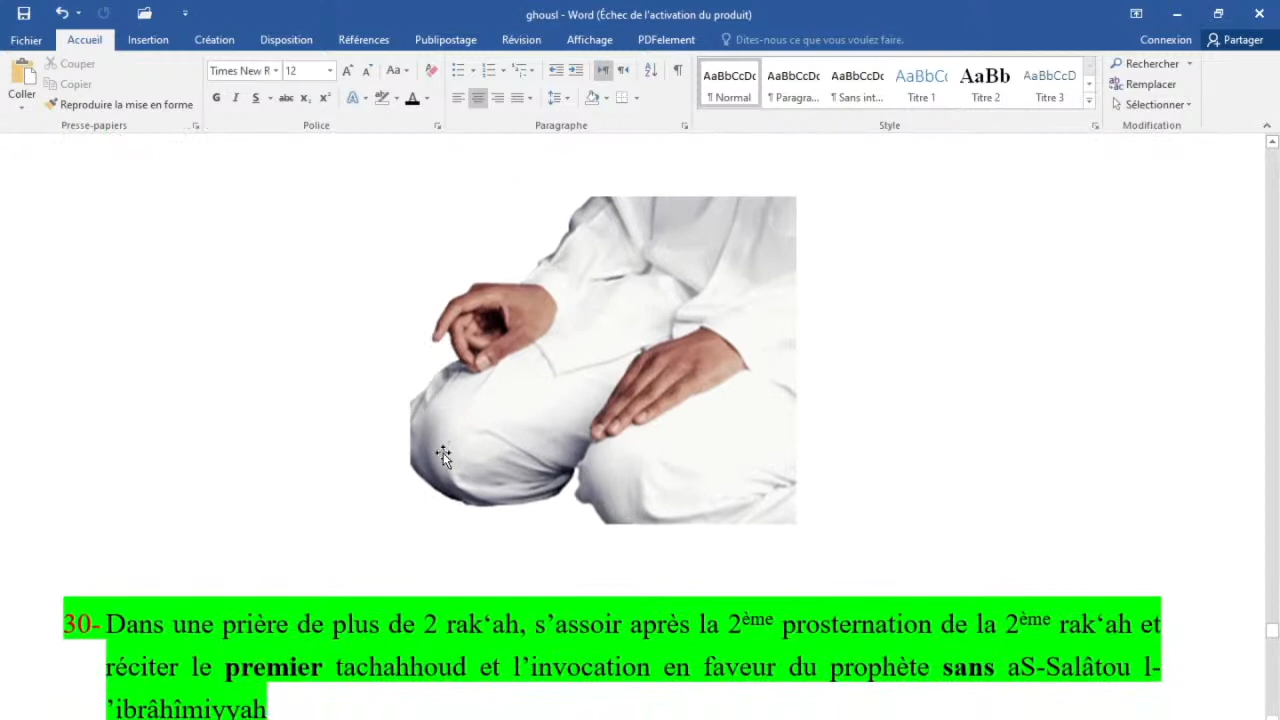 ghousl - Word (Échec de l'activation du produit)
Fichier Accueil Insertion Création Disposition Références Publipostage Révision Affichage PDFelement Dites-nous ce que vous voulez faire. Connexion Partager
Coller
Couper
Copier
Reproduire la mise en forme
Presse-papiers
Times New R 12
G I S abc x₂ x² A A
Police
Paragraphe
AaBbCcDc ¶ Normal
AaBbCcDc ¶ Paragra...
AaBbCcDc ¶ Sans int...
AaBbCc Titre 1
AaBb Titre 2
AaBbCcD Titre 3
Style
Rechercher
Remplacer
Sélectionner
Modification
30- Dans une prière de plus de 2 rak‘ah, s’assoir après la 2ème prosternation de la 2ème rak‘ah et
réciter le premier tachahhoud et l’invocation en faveur du prophète sans aS-Salâtou l-
’ibrâhîmiyyah